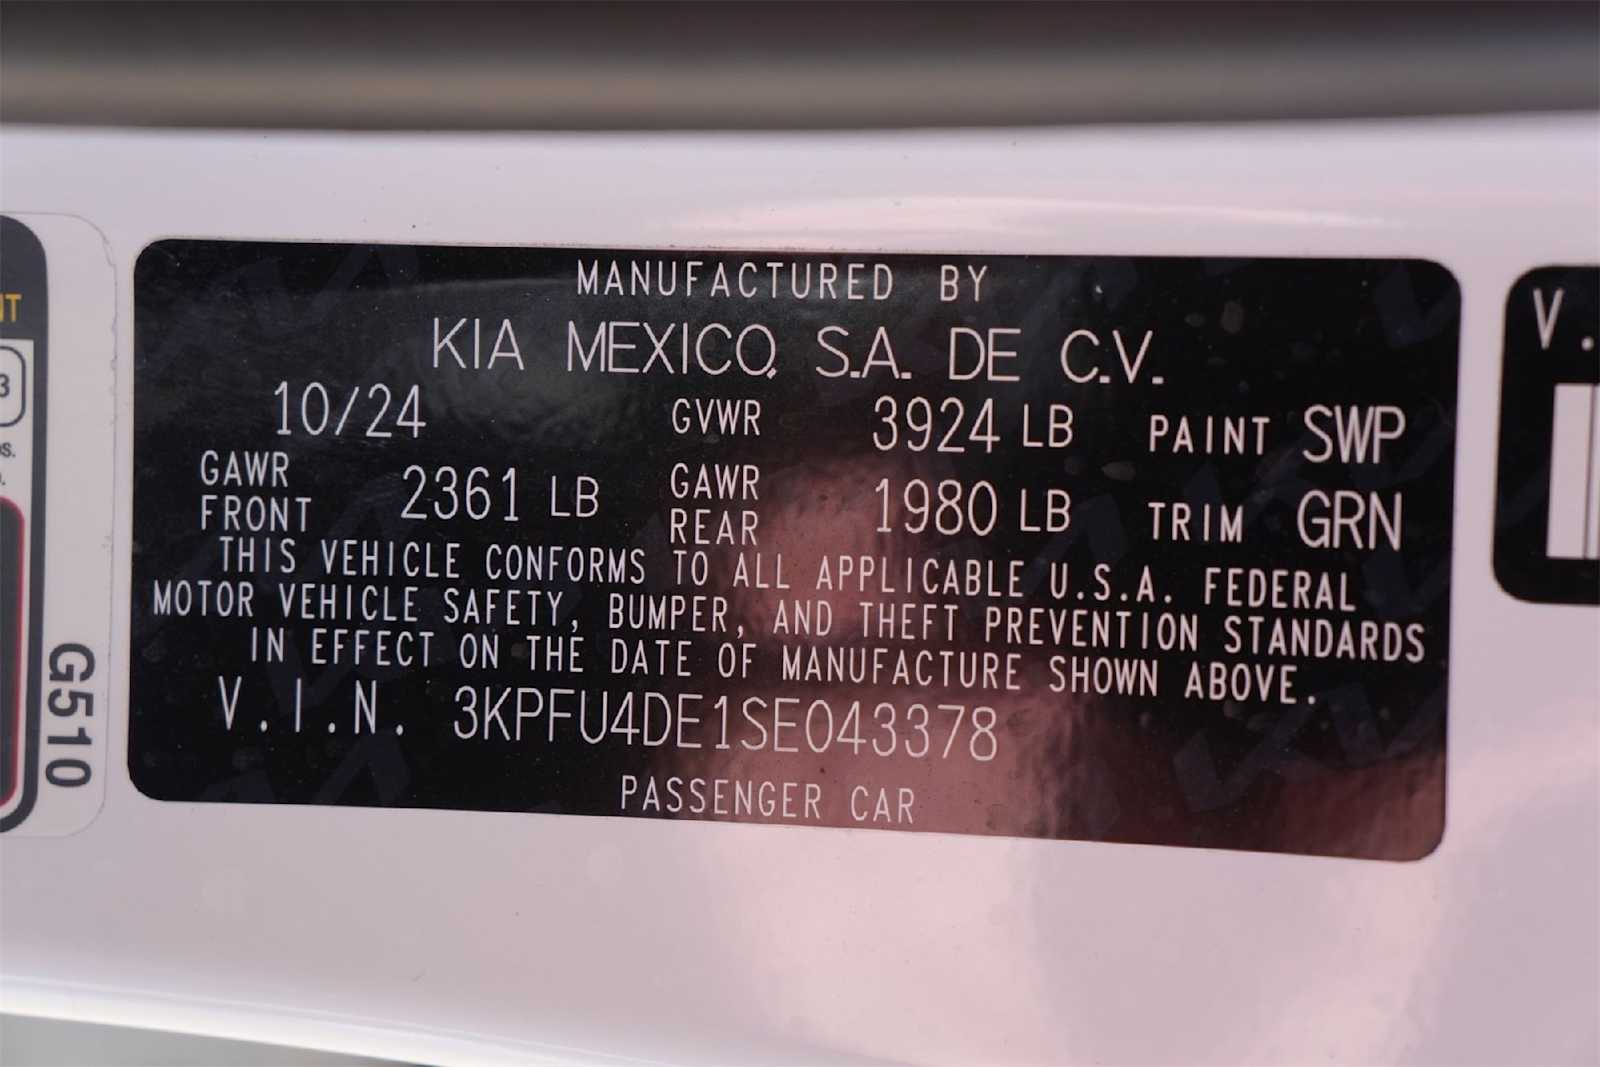 MANUFACTURED BY
KIA MEXICO, S.A. DE C.V.
10/24 GVWR 3924 LB PAINT SWP
GAWR FRONT 2361 LB GAWR REAR 1980 LB TRIM GRN
THIS VEHICLE CONFORMS TO ALL APPLICABLE U.S.A. FEDERAL
MOTOR VEHICLE SAFETY, BUMPER, AND THEFT PREVENTION STANDARDS
IN EFFECT ON THE DATE OF MANUFACTURE SHOWN ABOVE.
V.I.N. 3KPFU4DE1SE043378
PASSENGER CAR
G510
V.